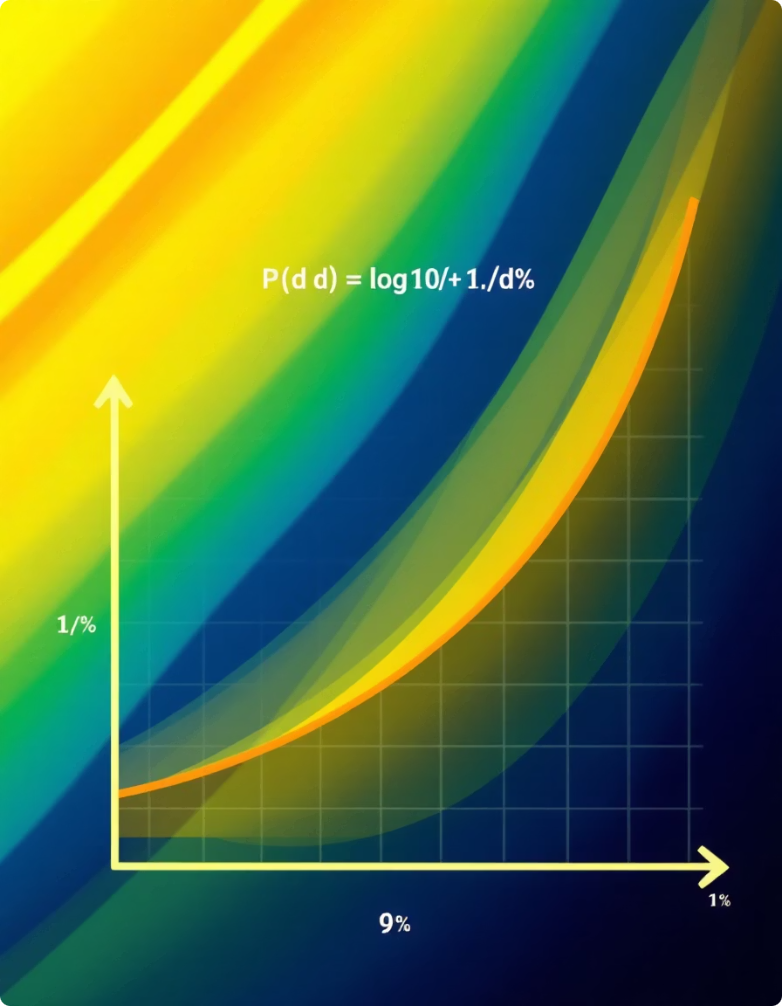 P(d d) = log10/+1./d%
1/%
1%
9%